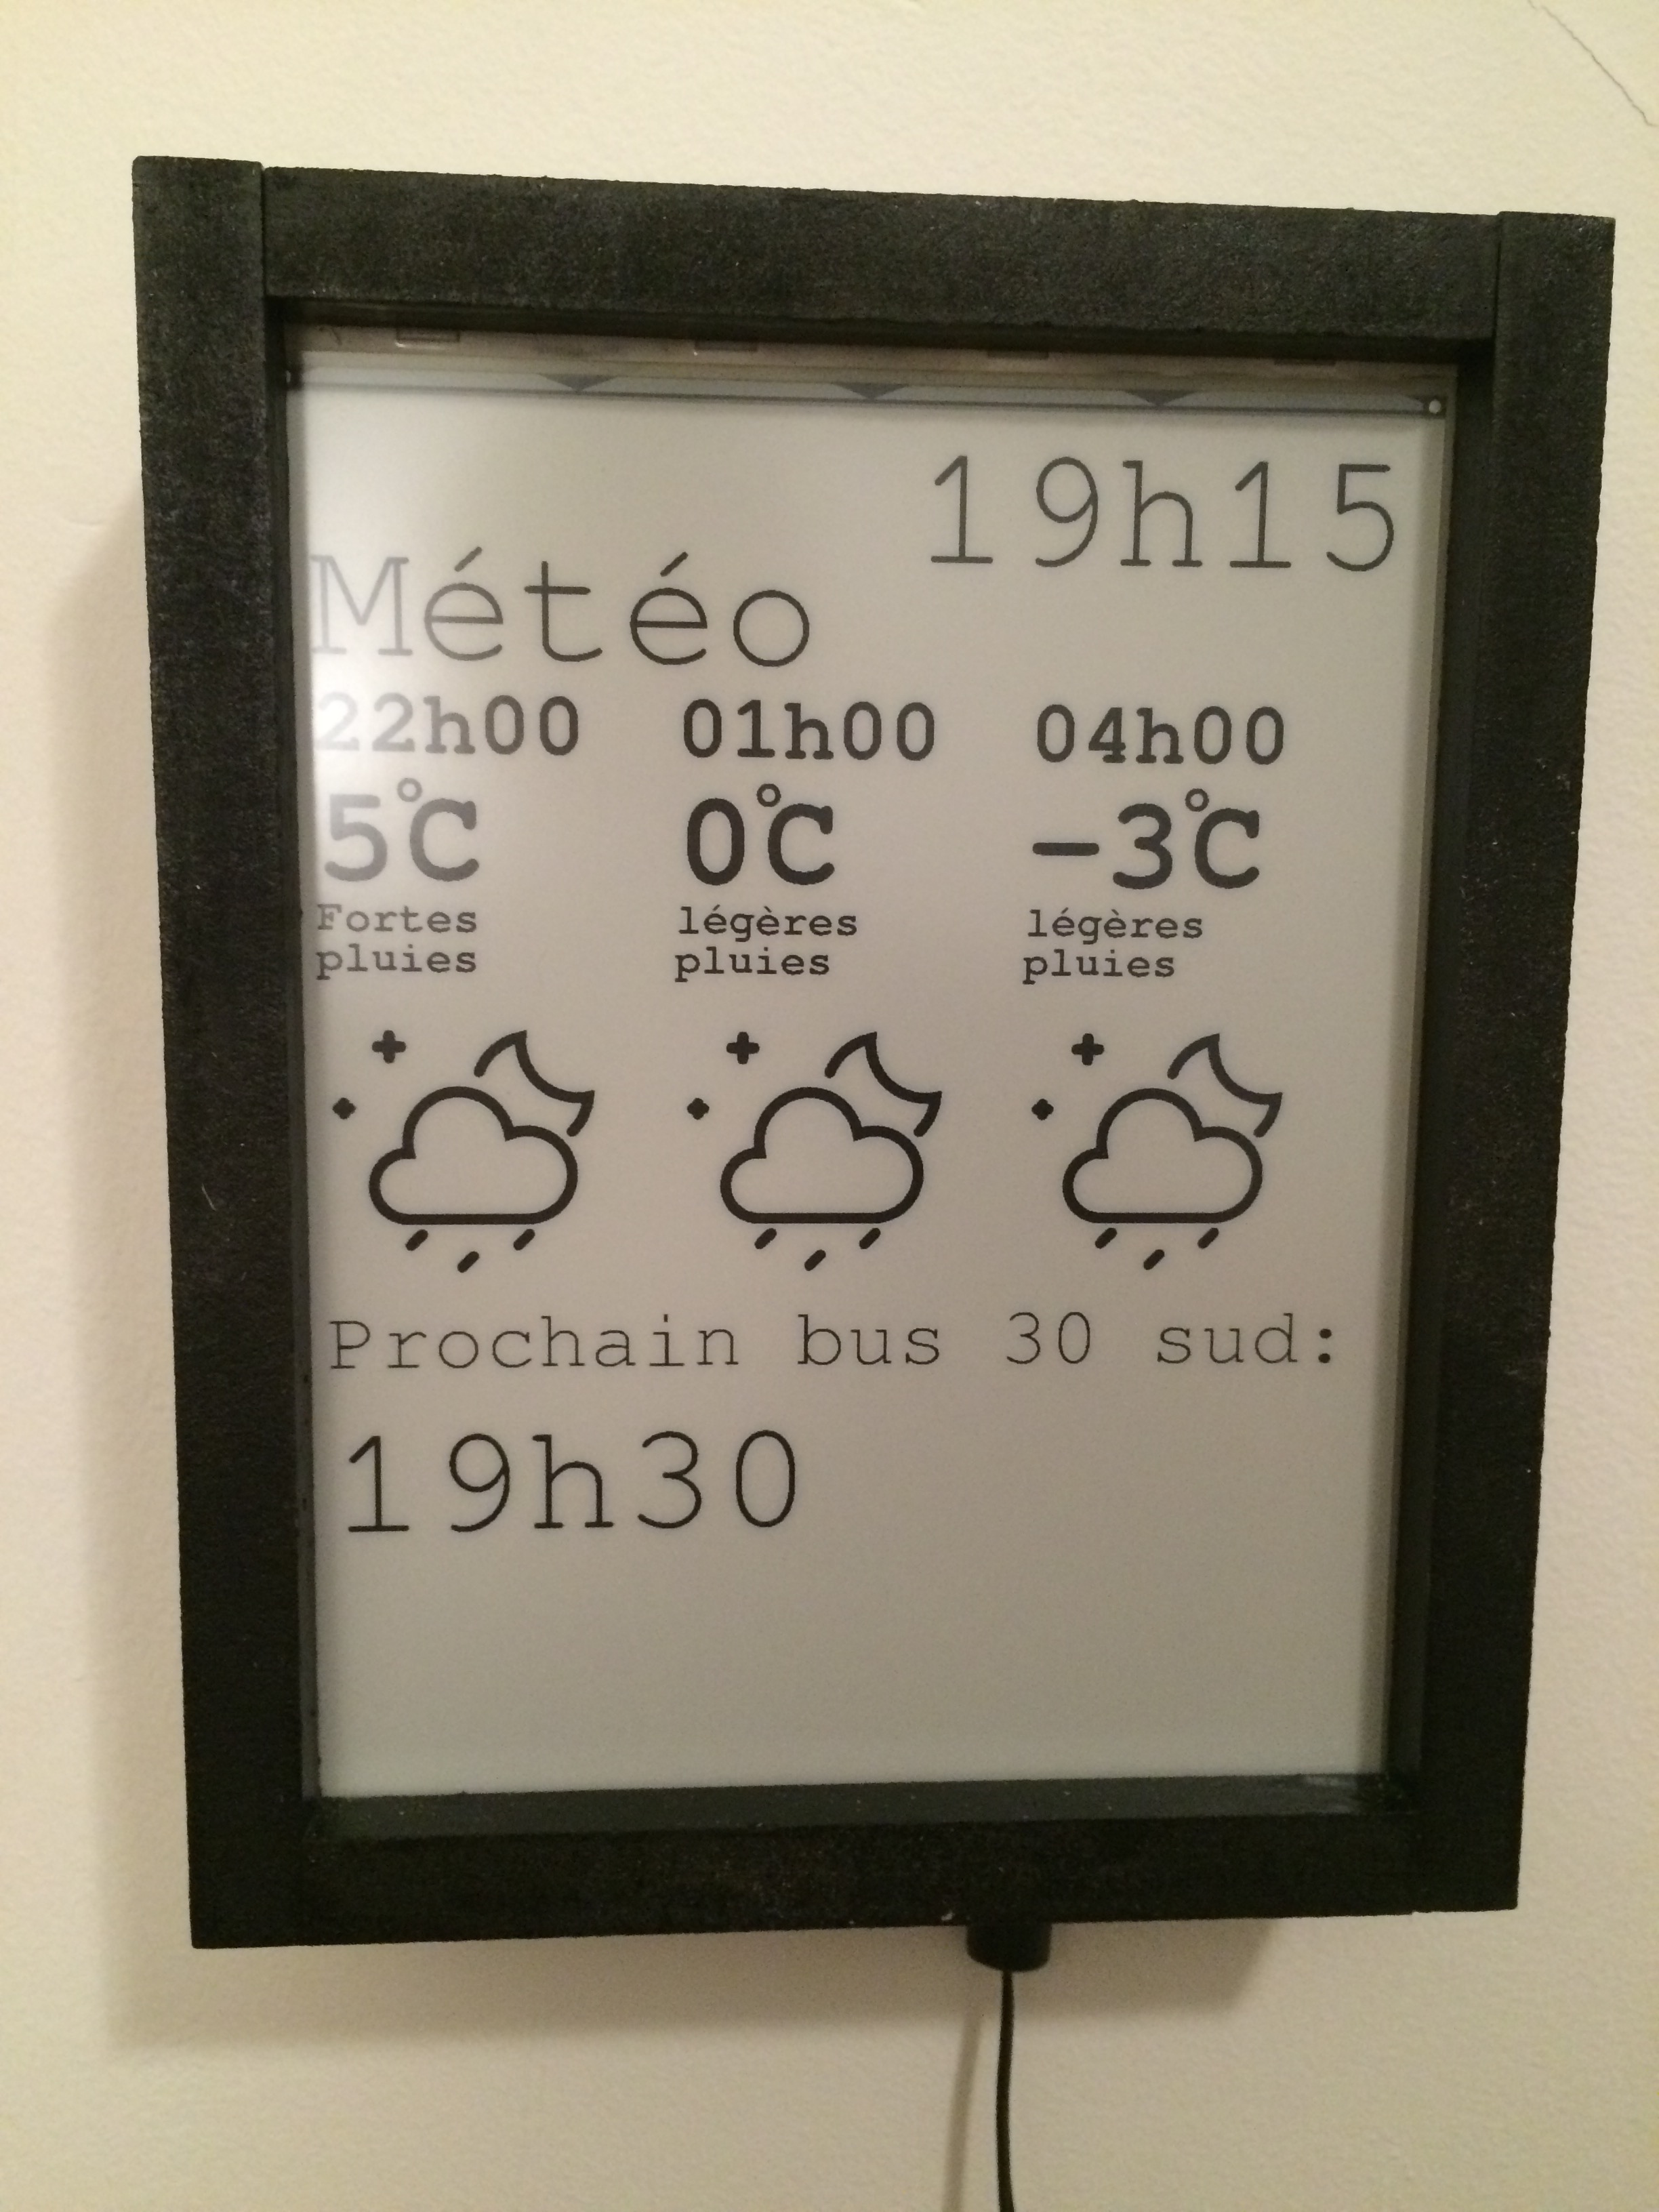 19h15
Météo
22h00 01h00 04h00
5°C 0°C -3°C
Fortes légères légères
pluies pluies pluies
Prochain bus 30 sud:
19h30